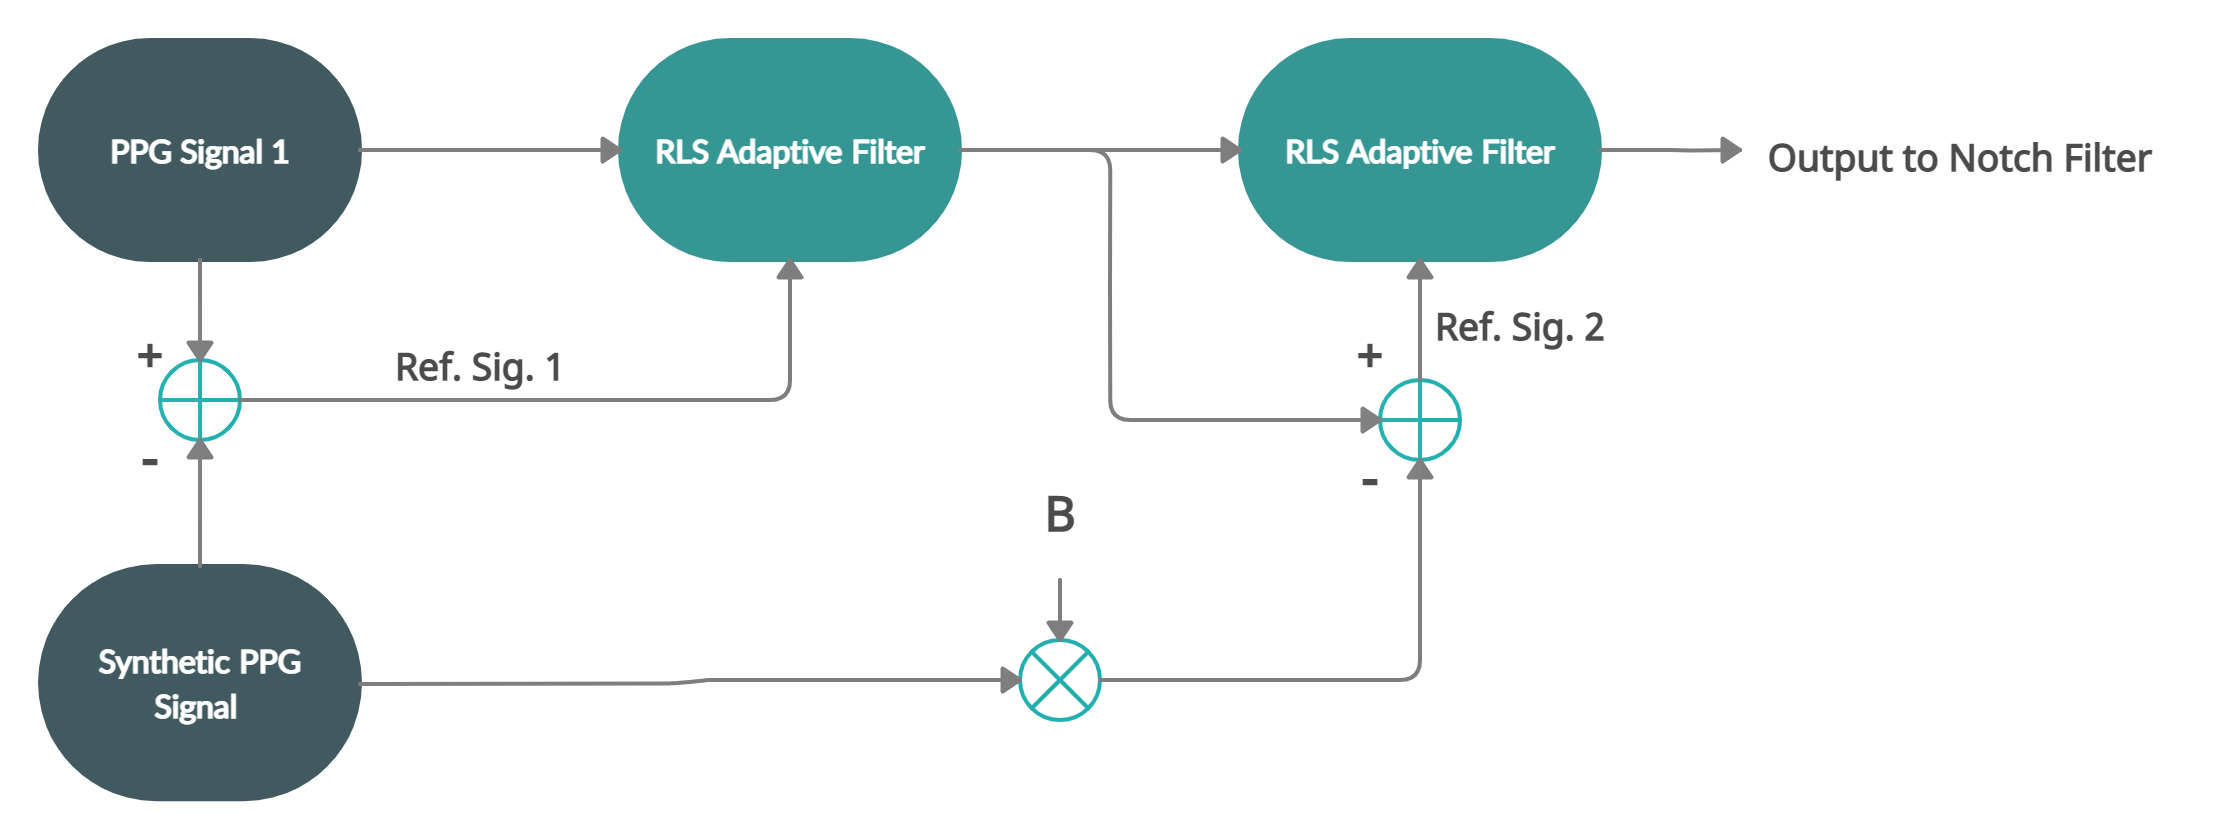 PPG Signal 1
RLS Adaptive Filter
RLS Adaptive Filter
Output to Notch Filter
Ref. Sig. 2
+
+
Ref. Sig. 1
-
-
B
Synthetic PPG
Signal